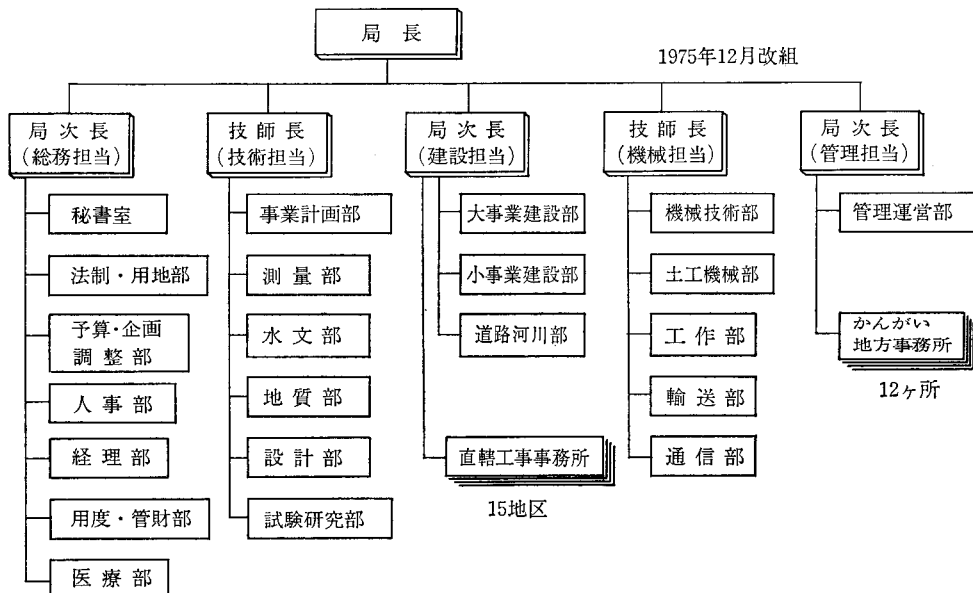 局長
1975年12月改組
局次長
(総務担当)
秘書室
法制・用地部
予算・企画
調整部
人事部
経理部
用度・管財部
医療部
技師長
(技術担当)
事業計画部
測量部
水文部
地質部
設計部
試験研究部
局次長
(建設担当)
大事業建設部
小事業建設部
道路河川部
直轄工事事務所
15地区
技師長
(機械担当)
機械技術部
土工機械部
工作部
輸送部
通信部
局次長
(管理担当)
管理運営部
かんがい
地方事務所
12ヶ所